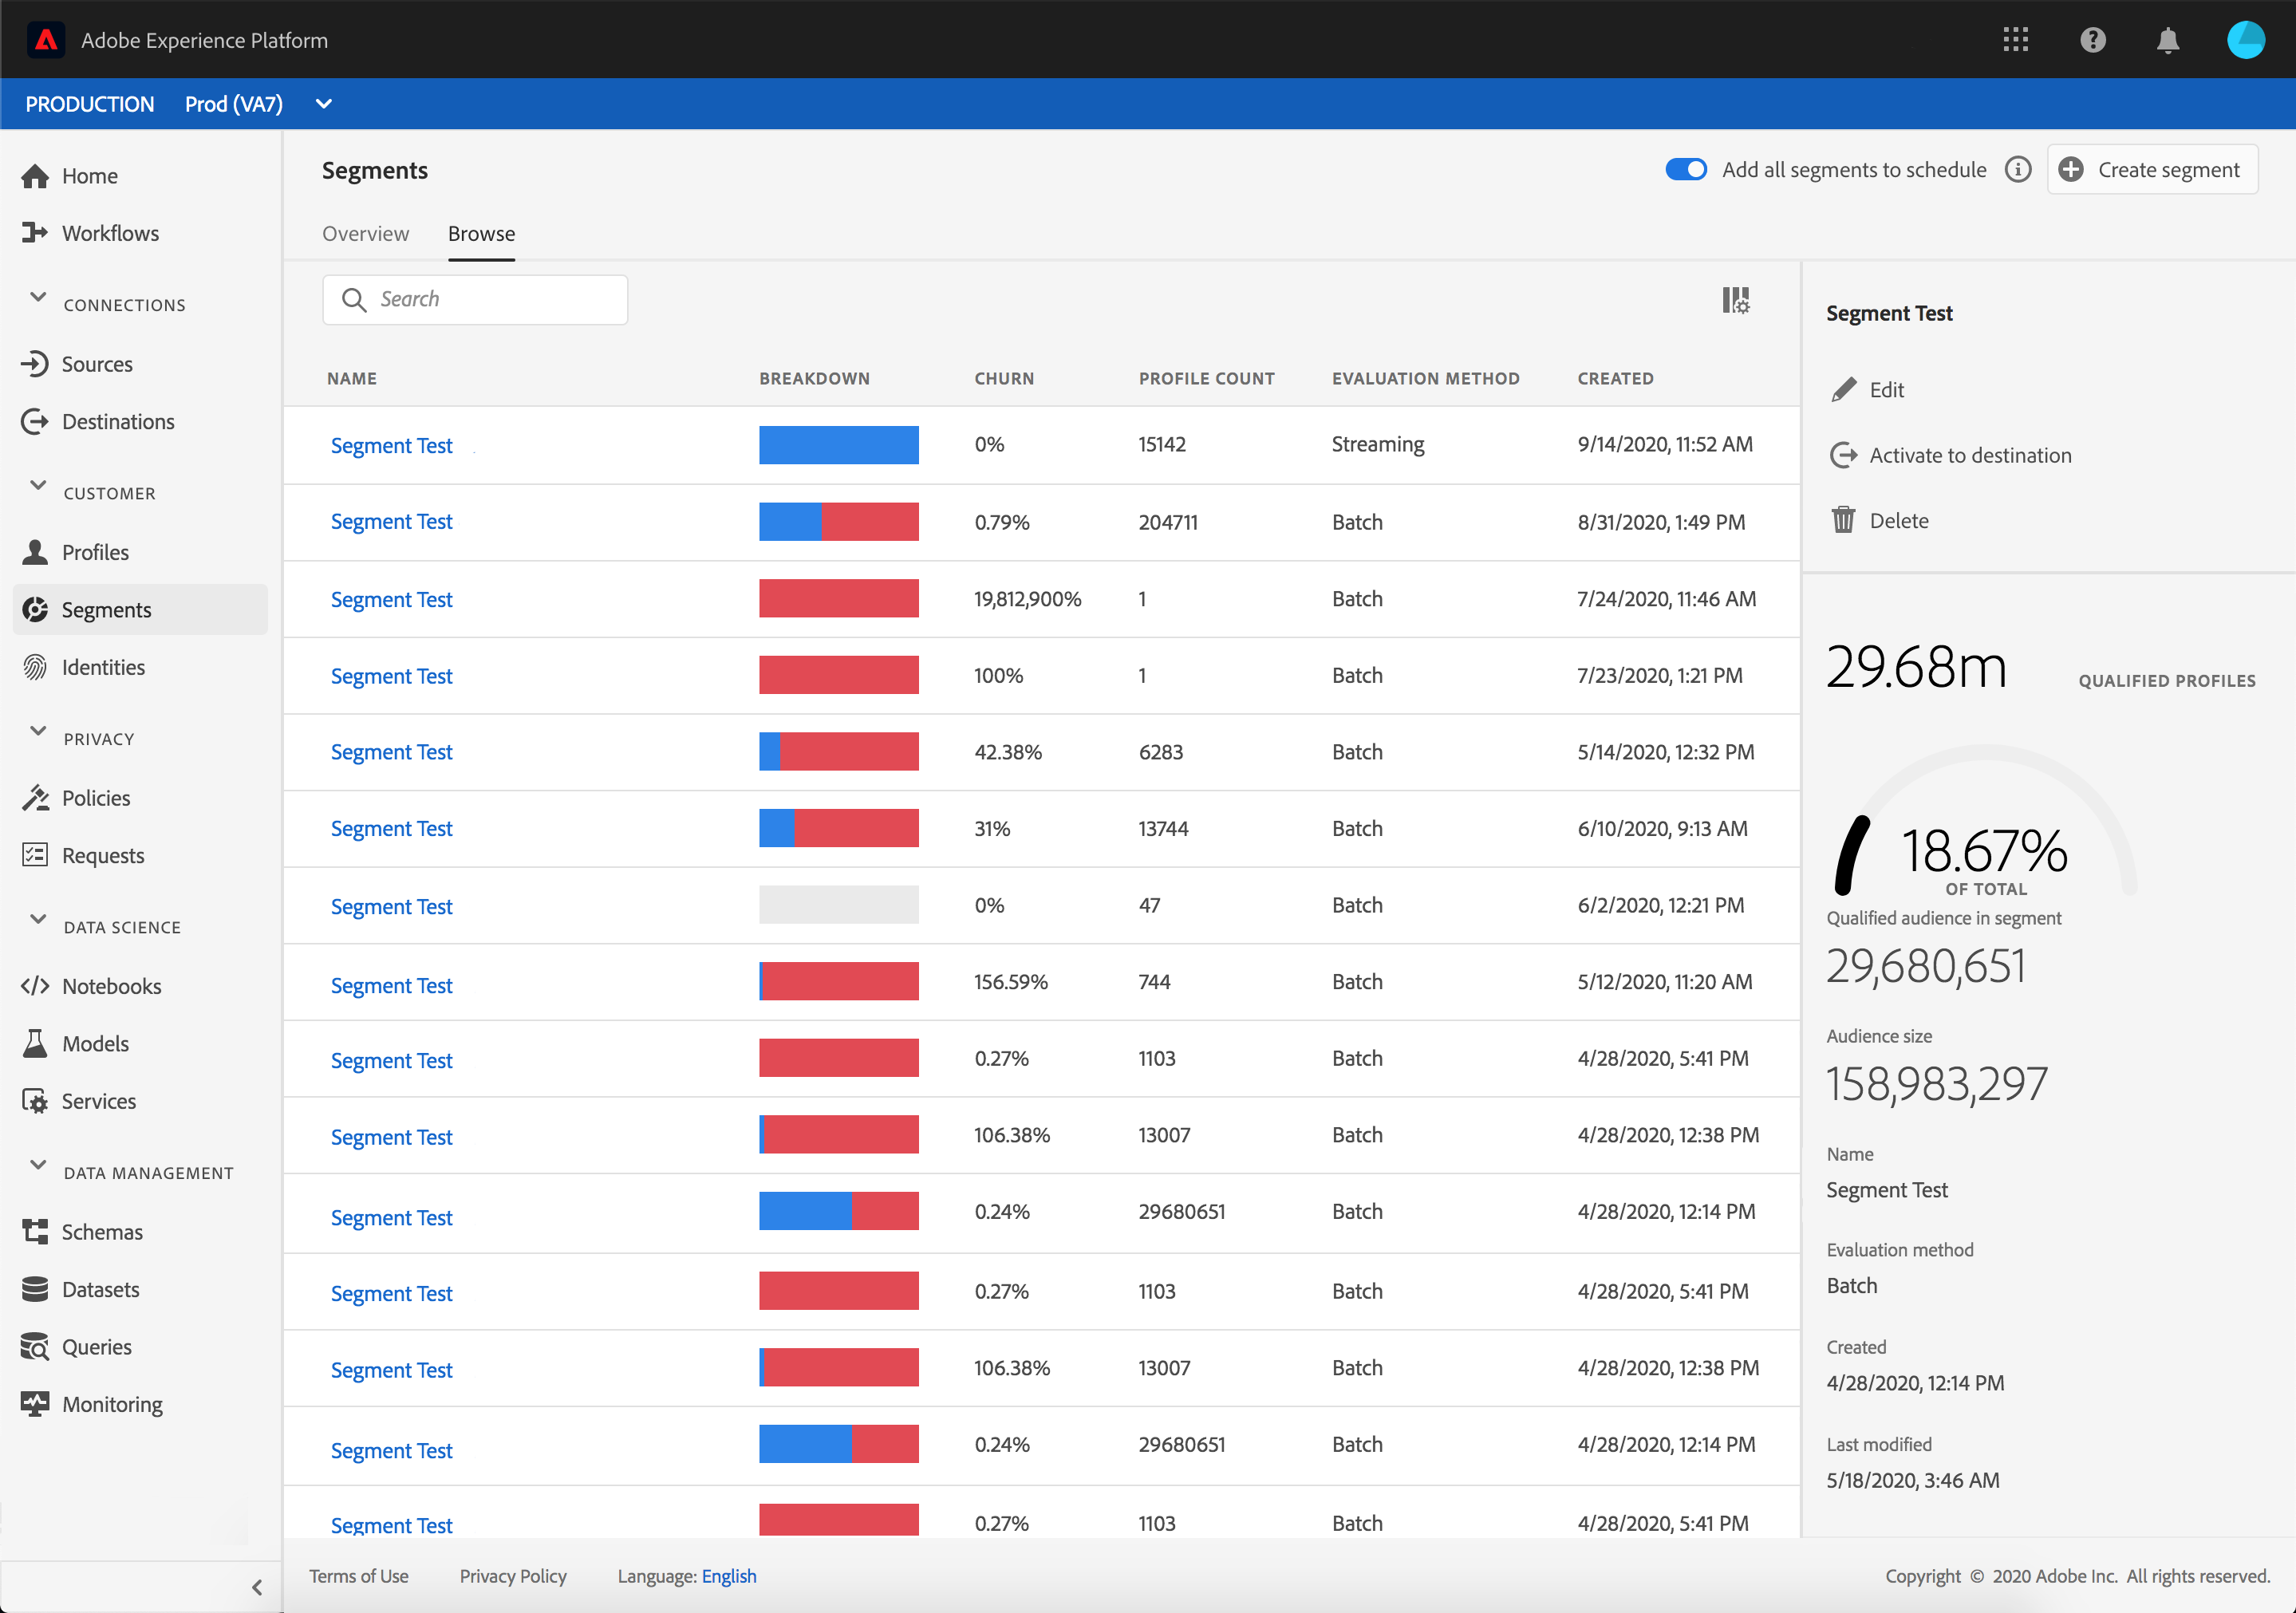 Adobe Experience Platform
PRODUCTION Prod (VA7)
Home
Workflows
CONNECTIONS
Sources
Destinations
CUSTOMER
Profiles
Segments
Identities
PRIVACY
Policies
Requests
DATA SCIENCE
Notebooks
Models
Services
DATA MANAGEMENT
Schemas
Datasets
Queries
Monitoring
Segments
Add all segments to schedule
Create segment
Overview Browse
Search
NAME BREAKDOWN CHURN PROFILE COUNT EVALUATION METHOD CREATED
Segment Test 0% 15142 Streaming 9/14/2020, 11:52 AM
Segment Test 0.79% 204711 Batch 8/31/2020, 1:49 PM
Segment Test 19,812,900% 1 Batch 7/24/2020, 11:46 AM
Segment Test 100% 1 Batch 7/23/2020, 1:21 PM
Segment Test 42.38% 6283 Batch 5/14/2020, 12:32 PM
Segment Test 31% 13744 Batch 6/10/2020, 9:13 AM
Segment Test 0% 47 Batch 6/2/2020, 12:21 PM
Segment Test 156.59% 744 Batch 5/12/2020, 11:20 AM
Segment Test 0.27% 1103 Batch 4/28/2020, 5:41 PM
Segment Test 106.38% 13007 Batch 4/28/2020, 12:38 PM
Segment Test 0.24% 29680651 Batch 4/28/2020, 12:14 PM
Segment Test 0.27% 1103 Batch 4/28/2020, 5:41 PM
Segment Test 106.38% 13007 Batch 4/28/2020, 12:38 PM
Segment Test 0.24% 29680651 Batch 4/28/2020, 12:14 PM
Segment Test 0.27% 1103 Batch 4/28/2020, 5:41 PM
Segment Test
Edit
Activate to destination
Delete
29.68m QUALIFIED PROFILES
18.67%
OF TOTAL
Qualified audience in segment
29,680,651
Audience size
158,983,297
Name
Segment Test
Evaluation method
Batch
Created
4/28/2020, 12:14 PM
Last modified
5/18/2020, 3:46 AM
Terms of Use Privacy Policy Language: English
Copyright © 2020 Adobe Inc. All rights reserved.